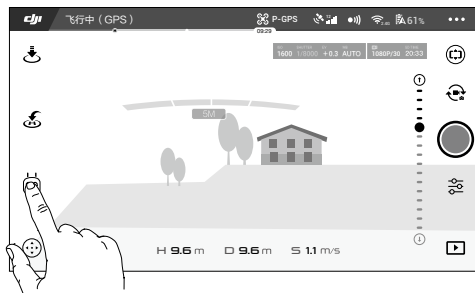 dji 飞行中（GPS） P-GPS 61%
09:29
1600 1/8000 +0.3 AUTO 1080P/30 20:33
5M
H 9.6 m D 9.6 m S 1.1 m/s